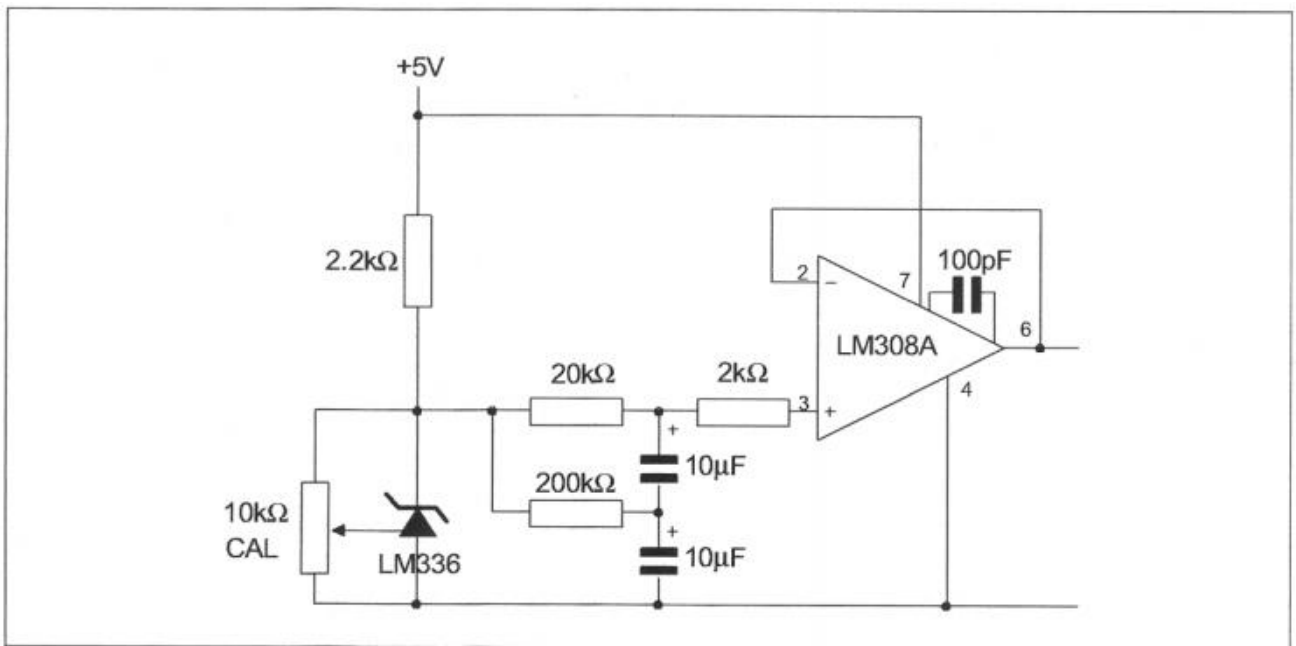 +5V
2.2kΩ
100pF
2
7
−
6
LM308A
20kΩ
2kΩ
4
3
+
+
10µF
200kΩ
10kΩ
CAL
+
LM336
10µF